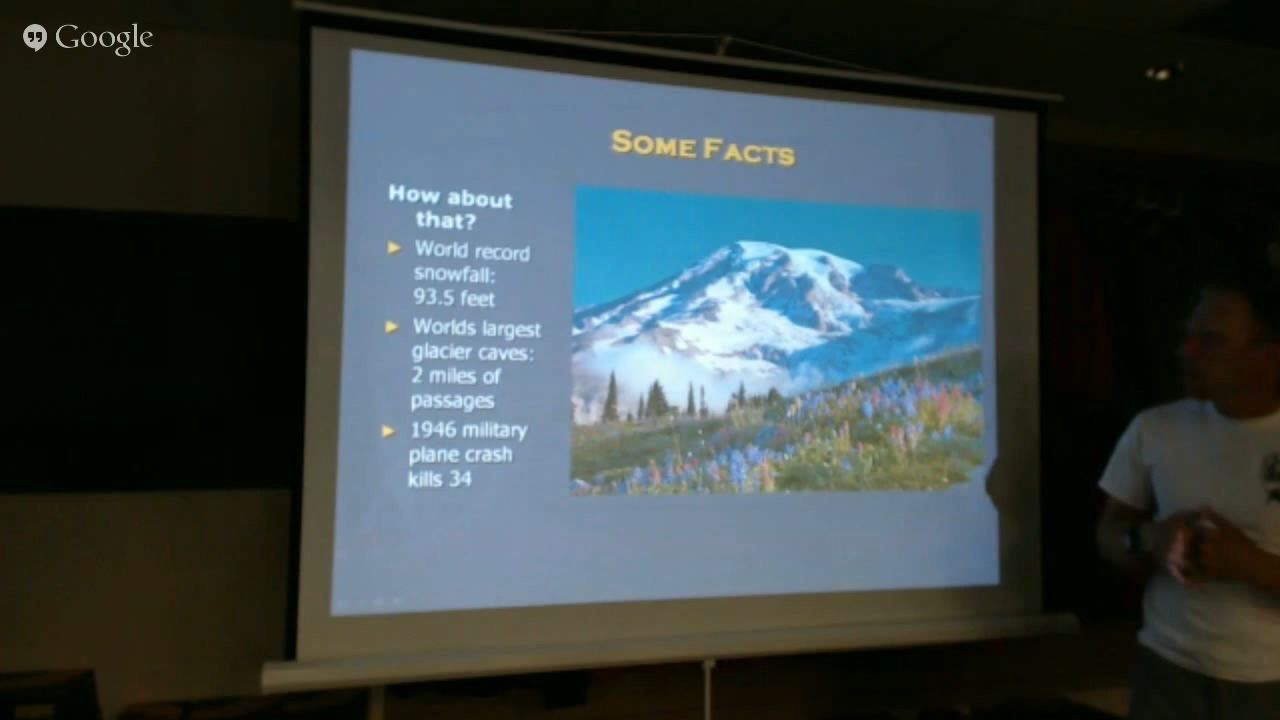 Google
SOME FACTS
How about
that?
World record
snowfall:
93.5 feet
Worlds largest
glacier caves:
2 miles of
passages
1946 military
plane crash
kills 34